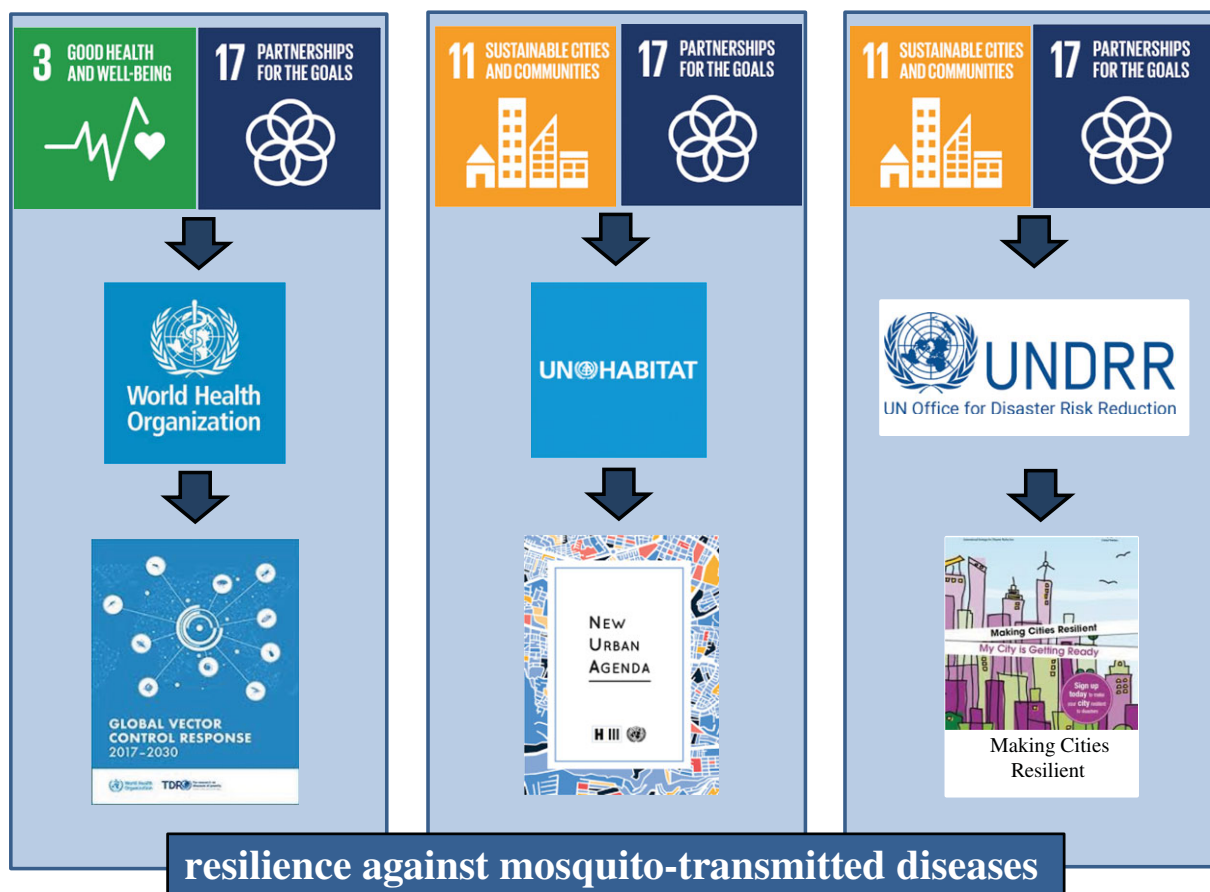 3 GOOD HEALTH
AND WELL-BEING
17 PARTNERSHIPS
FOR THE GOALS
World Health
Organization
GLOBAL VECTOR
CONTROL RESPONSE
2017–2030
World Health
Organization
TDR
11 SUSTAINABLE CITIES
AND COMMUNITIES
17 PARTNERSHIPS
FOR THE GOALS
UN HABITAT
NEW
URBAN
AGENDA
H III
11 SUSTAINABLE CITIES
AND COMMUNITIES
17 PARTNERSHIPS
FOR THE GOALS
UNDRR
UN Office for Disaster Risk Reduction
Making Cities Resilient
My City is Getting Ready
Sign up
today to make
your city resilient
to disasters
Making Cities
Resilient
resilience against mosquito-transmitted diseases